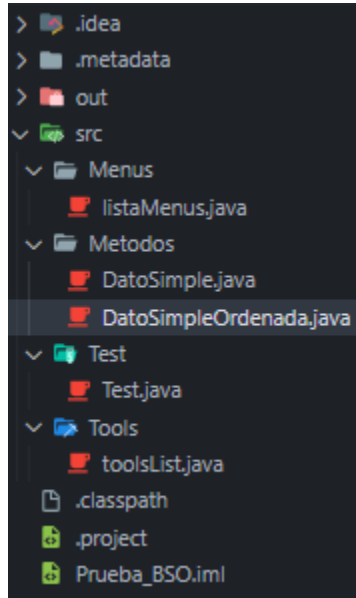 .idea
.metadata
out
src
Menus
listaMenus.java
Metodos
DatoSimple.java
DatoSimpleOrdenada.java
Test
Test.java
Tools
toolsList.java
.classpath
.project
Prueba_BSO.iml